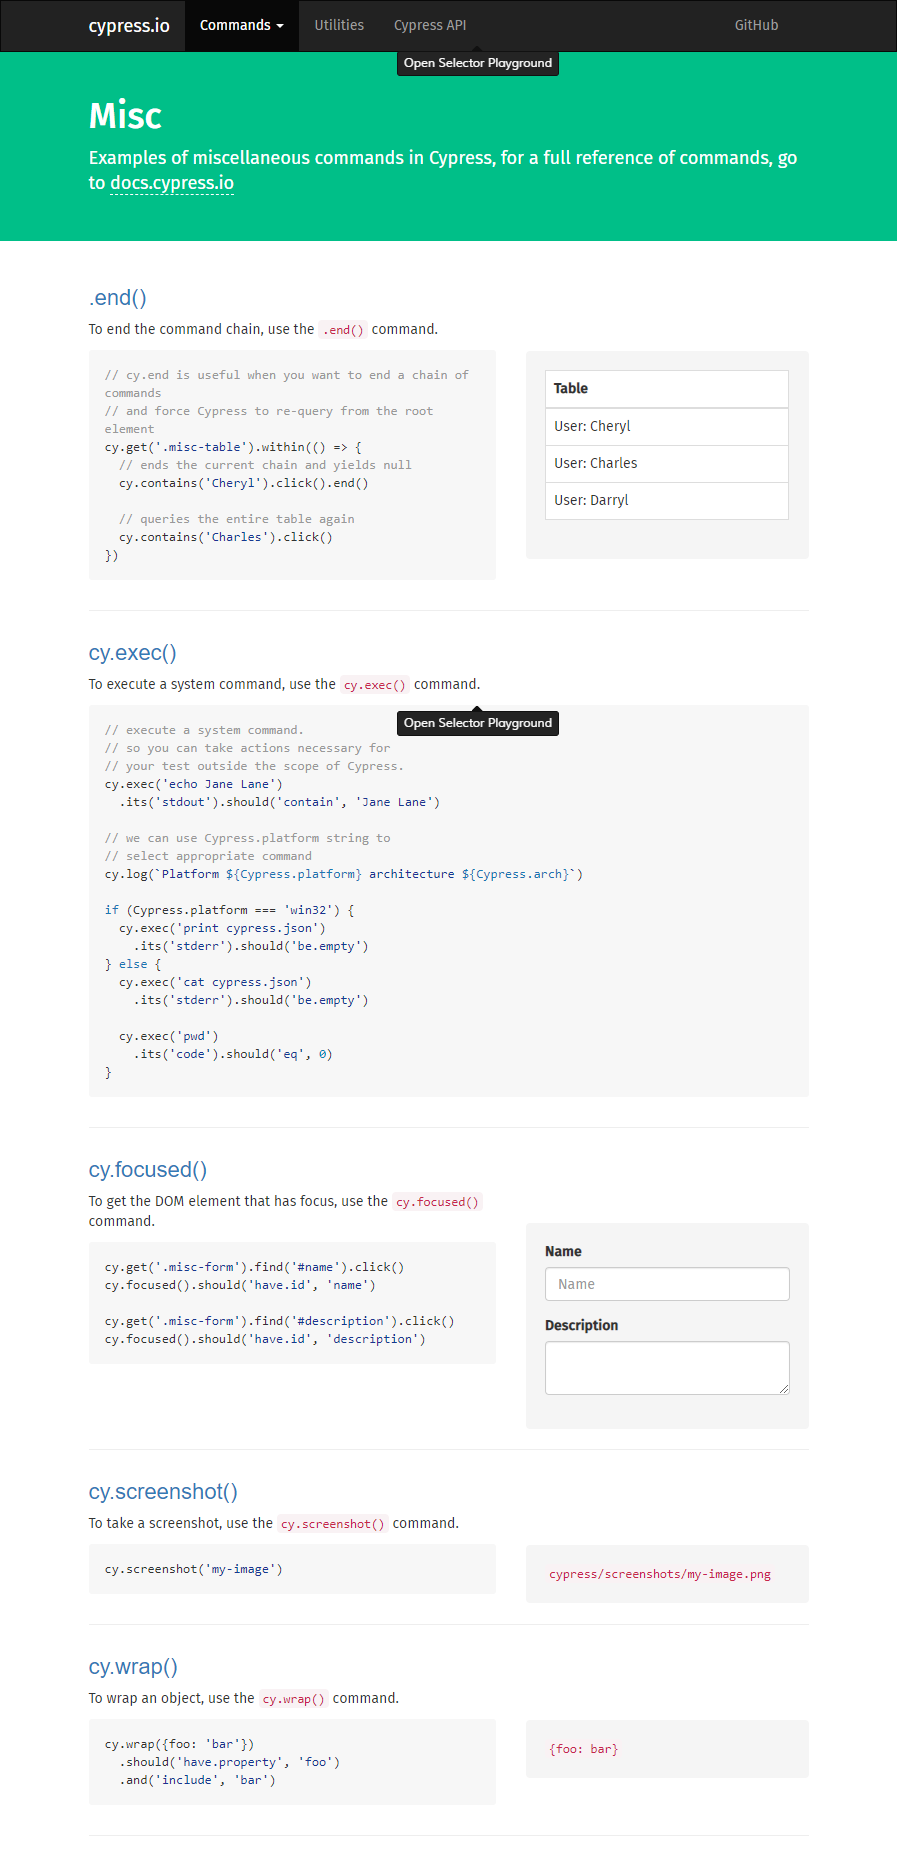 cypress.io Commands Utilities Cypress API GitHub
Open Selector Playground
Misc
Examples of miscellaneous commands in Cypress, for a full reference of commands, go
to docs.cypress.io
.end()
To end the command chain, use the .end() command.
// cy.end is useful when you want to end a chain of
commands
// and force Cypress to re-query from the root
element
cy.get('.misc-table').within(() => {
  // ends the current chain and yields null
  cy.contains('Cheryl').click().end()
  // queries the entire table again
  cy.contains('Charles').click()
})
Table
User: Cheryl
User: Charles
User: Darryl
cy.exec()
To execute a system command, use the cy.exec() command.
Open Selector Playground
// execute a system command.
// so you can take actions necessary for
// your test outside the scope of Cypress.
cy.exec('echo Jane Lane')
  .its('stdout').should('contain', 'Jane Lane')
// we can use Cypress.platform string to
// select appropriate command
cy.log(`Platform ${Cypress.platform} architecture ${Cypress.arch}`)
if (Cypress.platform === 'win32') {
  cy.exec('print cypress.json')
    .its('stderr').should('be.empty')
} else {
  cy.exec('cat cypress.json')
    .its('stderr').should('be.empty')
  cy.exec('pwd')
    .its('code').should('eq', 0)
}
cy.focused()
To get the DOM element that has focus, use the cy.focused()
command.
cy.get('.misc-form').find('#name').click()
cy.focused().should('have.id', 'name')
cy.get('.misc-form').find('#description').click()
cy.focused().should('have.id', 'description')
Name
Name
Description
cy.screenshot()
To take a screenshot, use the cy.screenshot() command.
cy.screenshot('my-image')
cypress/screenshots/my-image.png
cy.wrap()
To wrap an object, use the cy.wrap() command.
cy.wrap({foo: 'bar'})
  .should('have.property', 'foo')
  .and('include', 'bar')
{foo: bar}